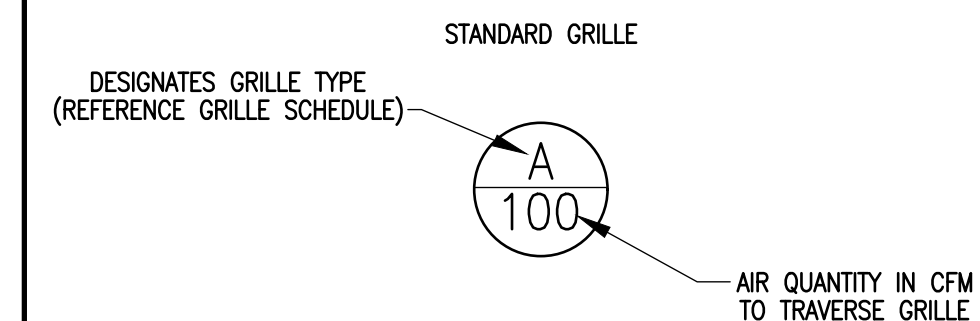 STANDARD GRILLE
DESIGNATES GRILLE TYPE
(REFERENCE GRILLE SCHEDULE)
A
100
AIR QUANTITY IN CFM
TO TRAVERSE GRILLE